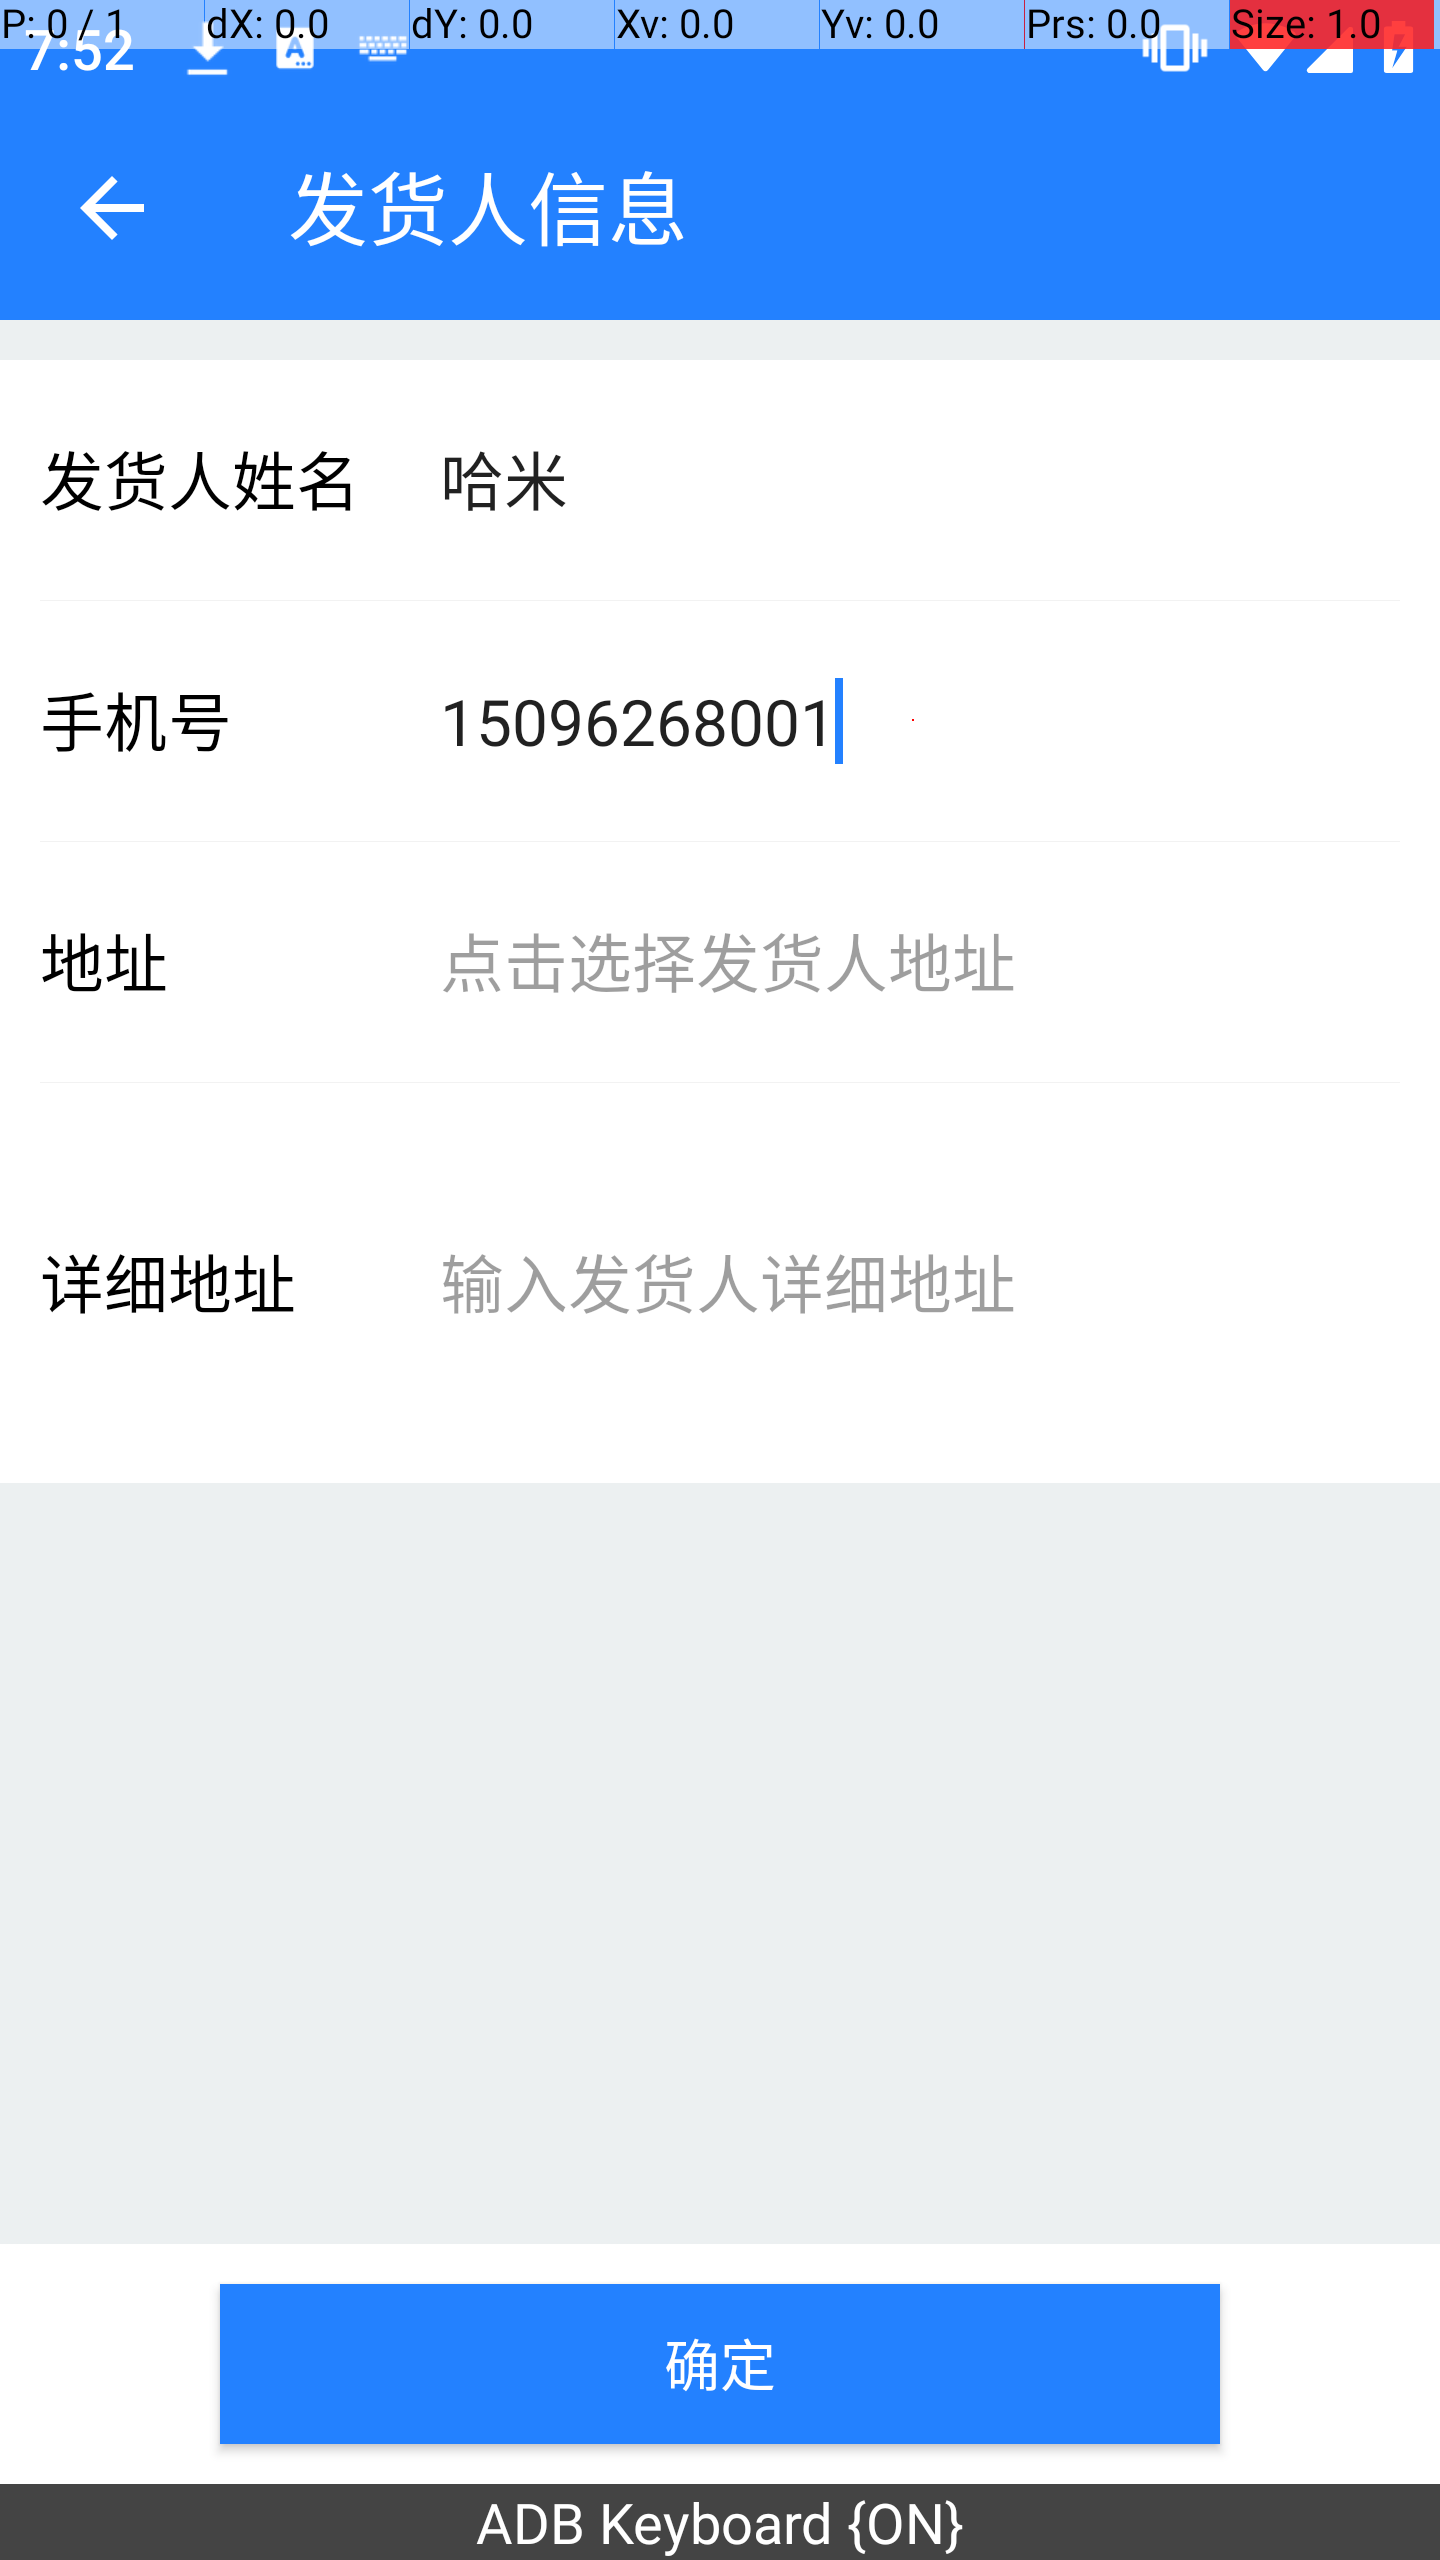 P: 0 / 1 dX: 0.0 dY: 0.0 Xv: 0.0 Yv: 0.0 Prs: 0.0 Size: 1.0
7:52
发货人信息
发货人姓名 哈米
手机号 15096268001
地址 点击选择发货人地址
详细地址 输入发货人详细地址
确定
ADB Keyboard {ON}